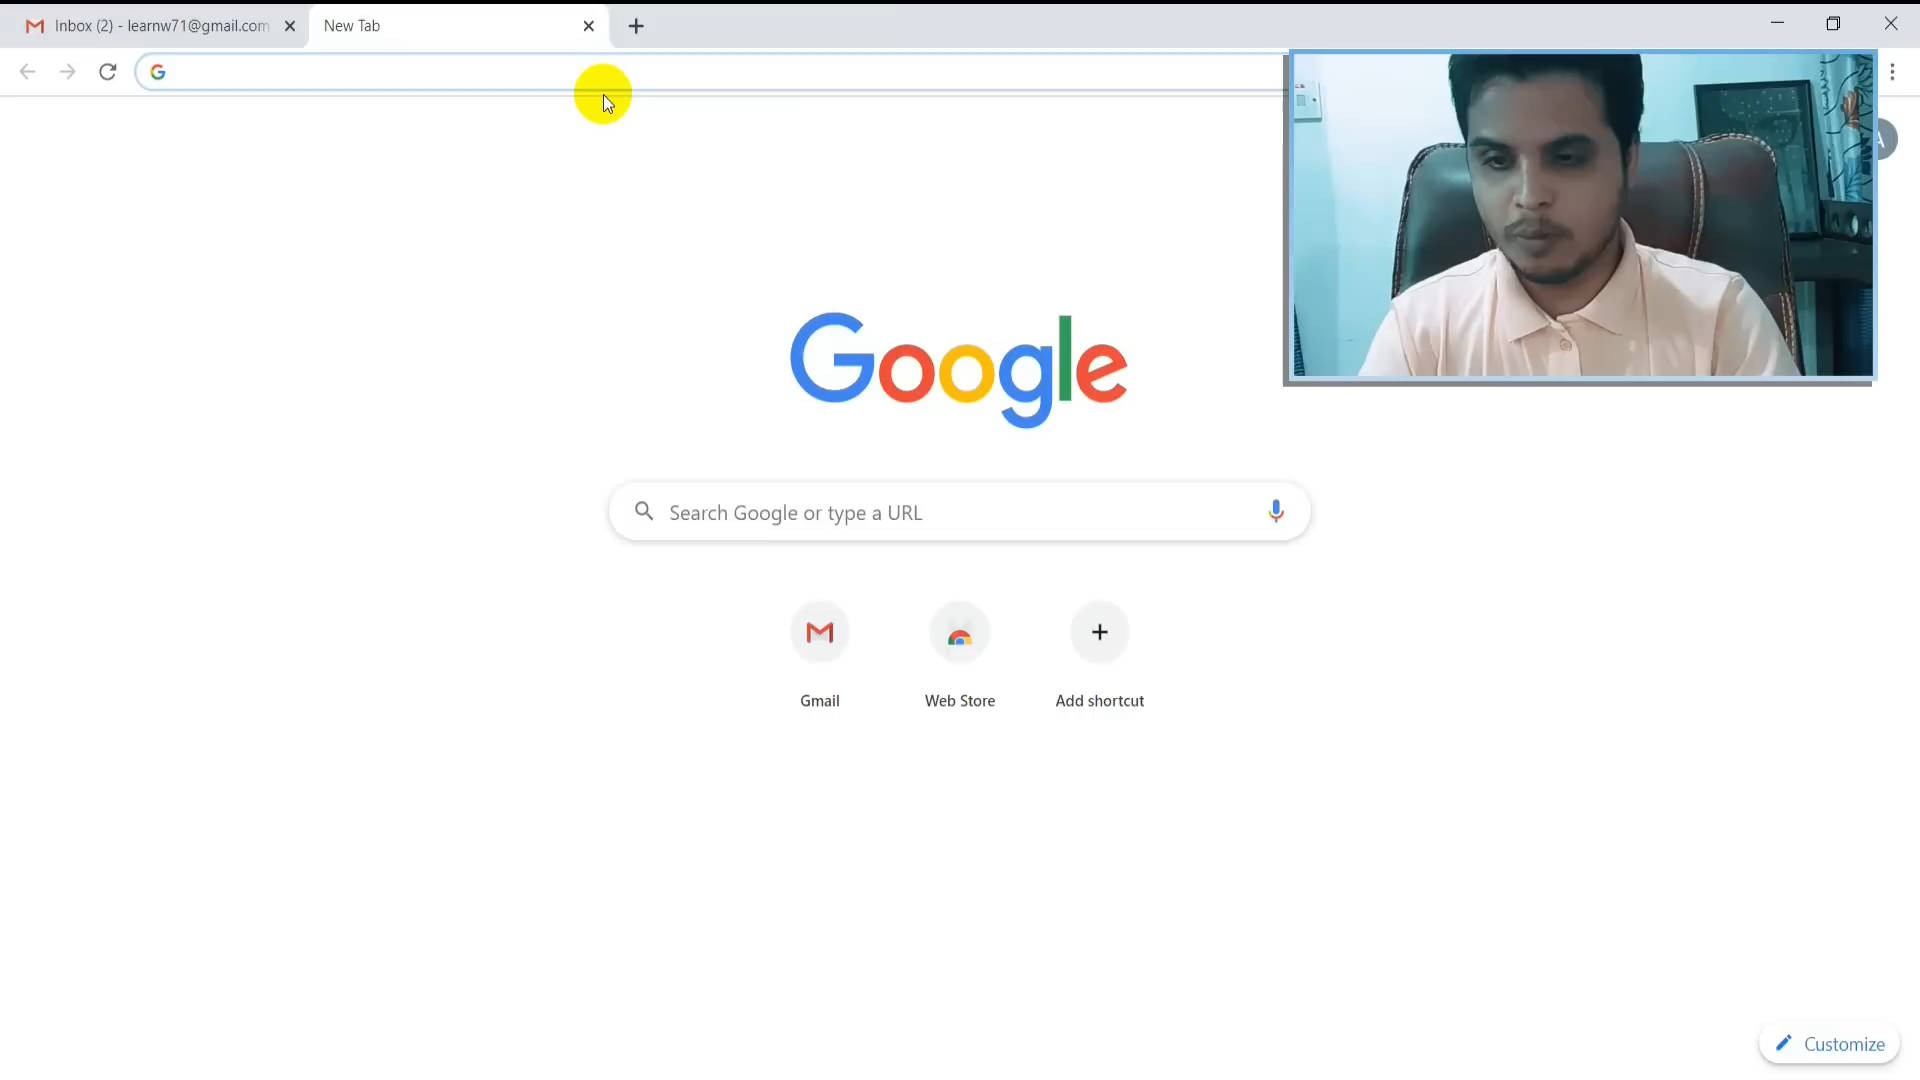 Inbox (2) - learnw71@gmail.com
New Tab
Google
Search Google or type a URL
Gmail
Web Store
Add shortcut
Customize